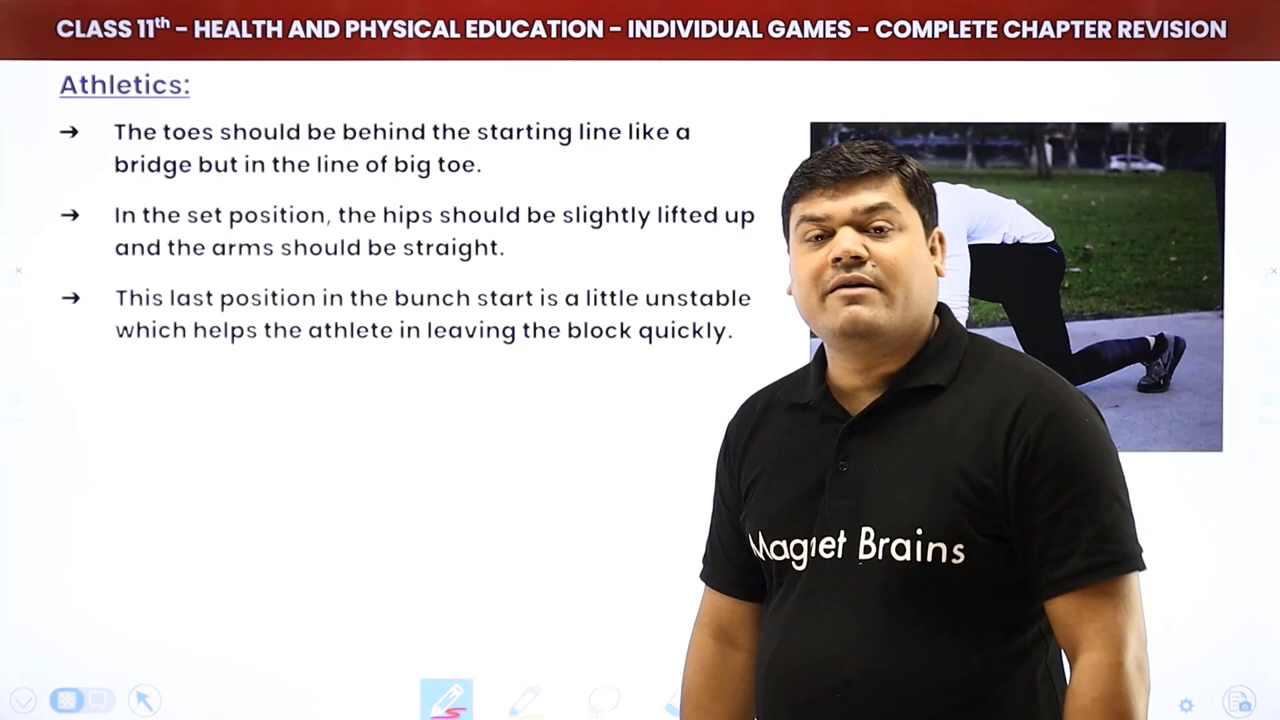 CLASS 11th – HEALTH AND PHYSICAL EDUCATION – INDIVIDUAL GAMES – COMPLETE CHAPTER REVISION
Athletics:
➔ The toes should be behind the starting line like a
bridge but in the line of big toe.
➔ In the set position, the hips should be slightly lifted up
and the arms should be straight.
➔ This last position in the bunch start is a little unstable
which helps the athlete in leaving the block quickly.
Magnet Brains